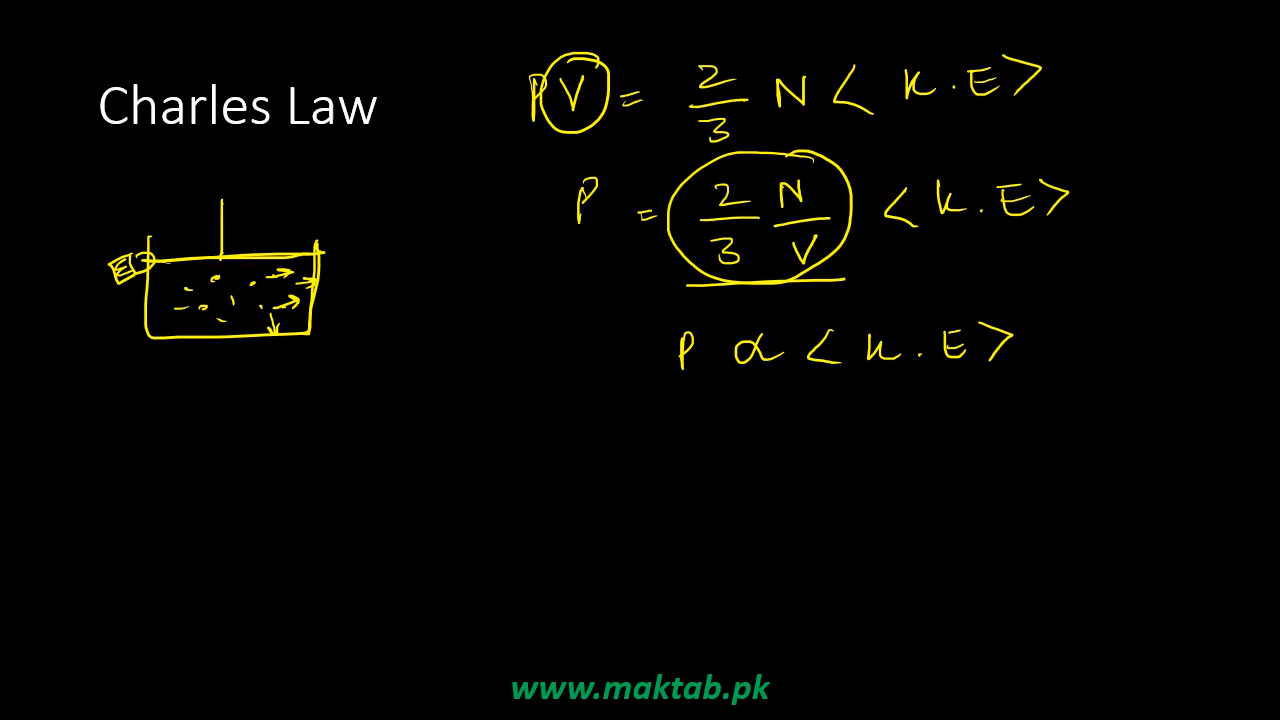 Charles Law
PV = 2/3 N <K.E>
P = 2/3 N/V <K.E>
P α <K.E>
www.maktab.pk